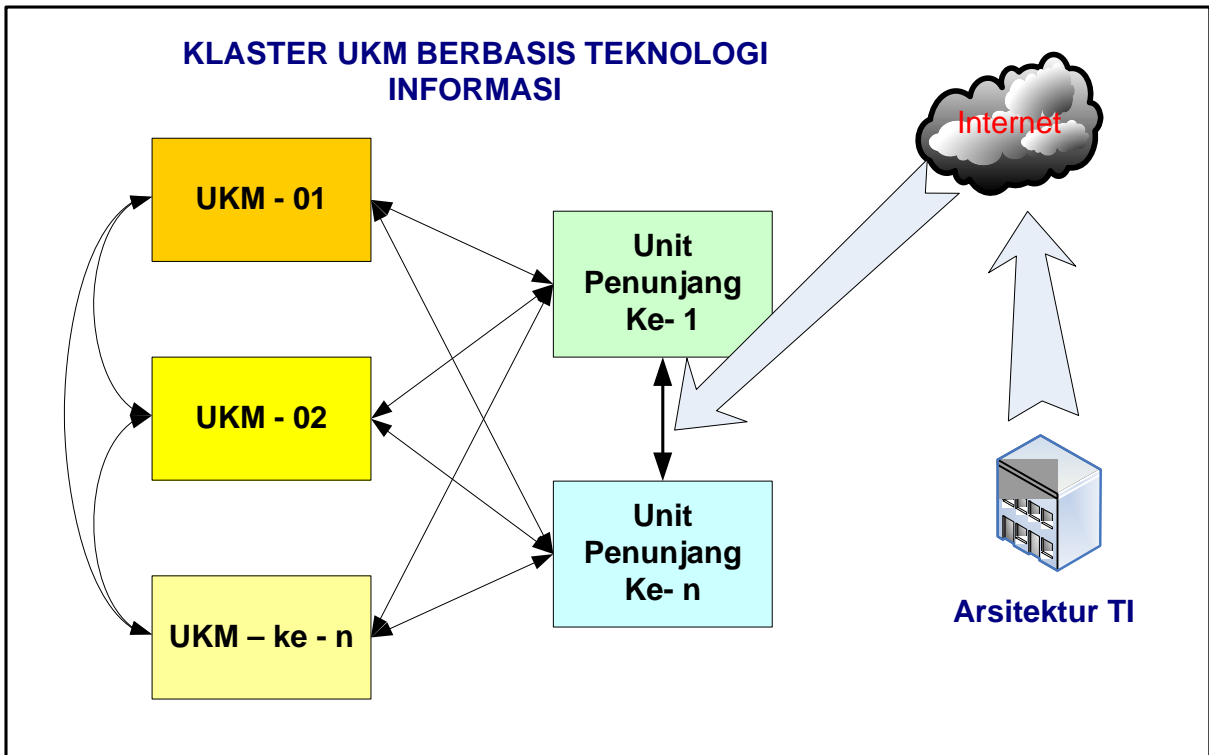 KLASTER UKM BERBASIS TEKNOLOGI
INFORMASI
Internet
UKM - 01
Unit
Penunjang
Ke- 1
UKM - 02
Unit
Penunjang
Ke- n
UKM – ke - n
Arsitektur TI